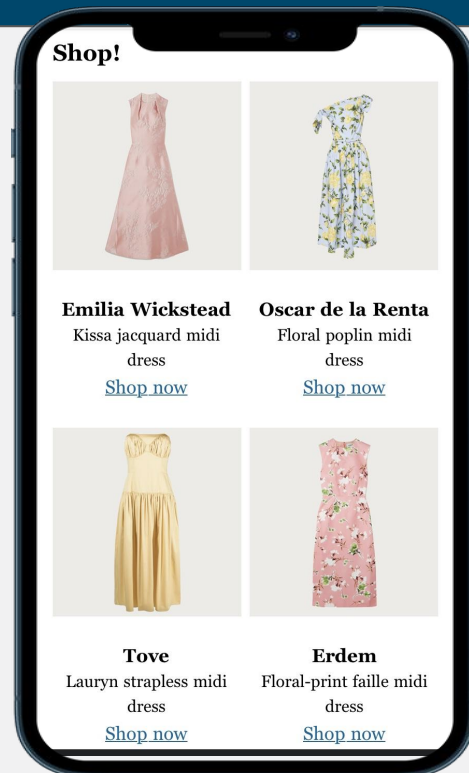 Shop!
Emilia Wickstead
Kissa jacquard midi
dress
Shop now
Oscar de la Renta
Floral poplin midi
dress
Shop now
Tove
Lauryn strapless midi
dress
Shop now
Erdem
Floral-print faille midi
dress
Shop now